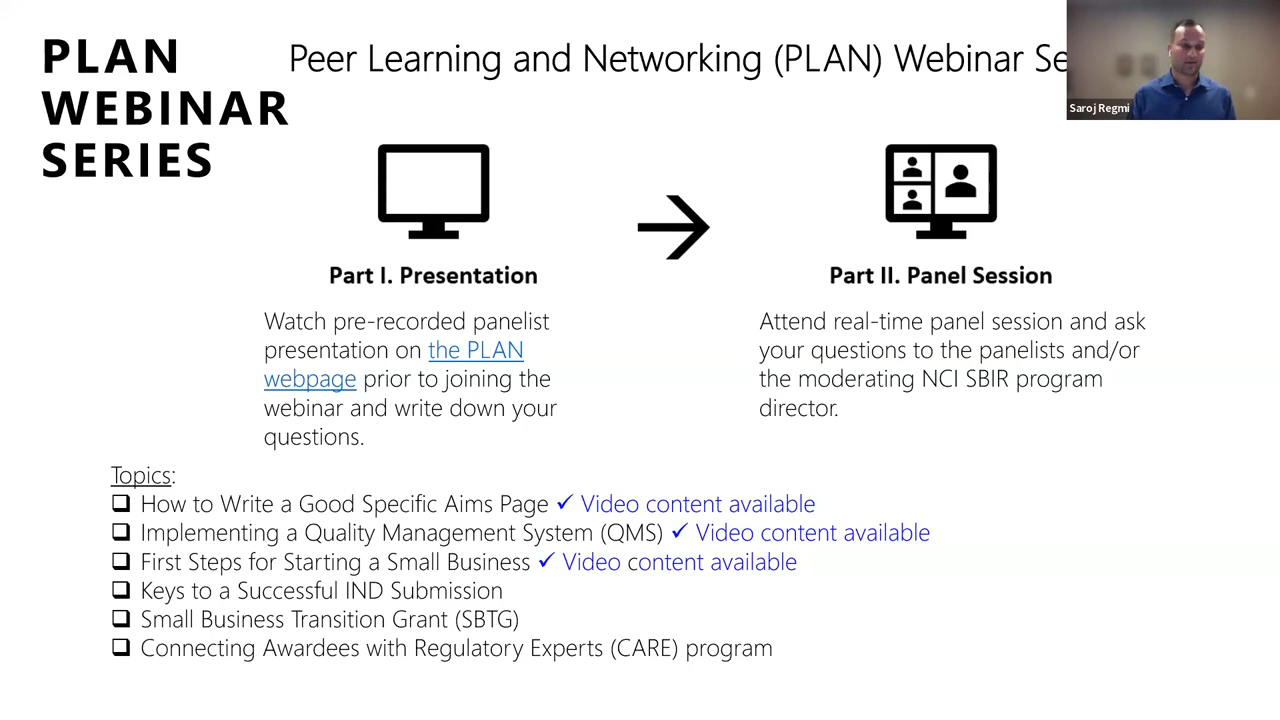 PLAN
WEBINAR
SERIES
Peer Learning and Networking (PLAN) Webinar Se
Saroj Regmi
Part I. Presentation
Watch pre-recorded panelist
presentation on the PLAN
webpage prior to joining the
webinar and write down your
questions.
Part II. Panel Session
Attend real-time panel session and ask
your questions to the panelists and/or
the moderating NCI SBIR program
director.
Topics:
❑ How to Write a Good Specific Aims Page ✓ Video content available
❑ Implementing a Quality Management System (QMS) ✓ Video content available
❑ First Steps for Starting a Small Business ✓ Video content available
❑ Keys to a Successful IND Submission
❑ Small Business Transition Grant (SBTG)
❑ Connecting Awardees with Regulatory Experts (CARE) program